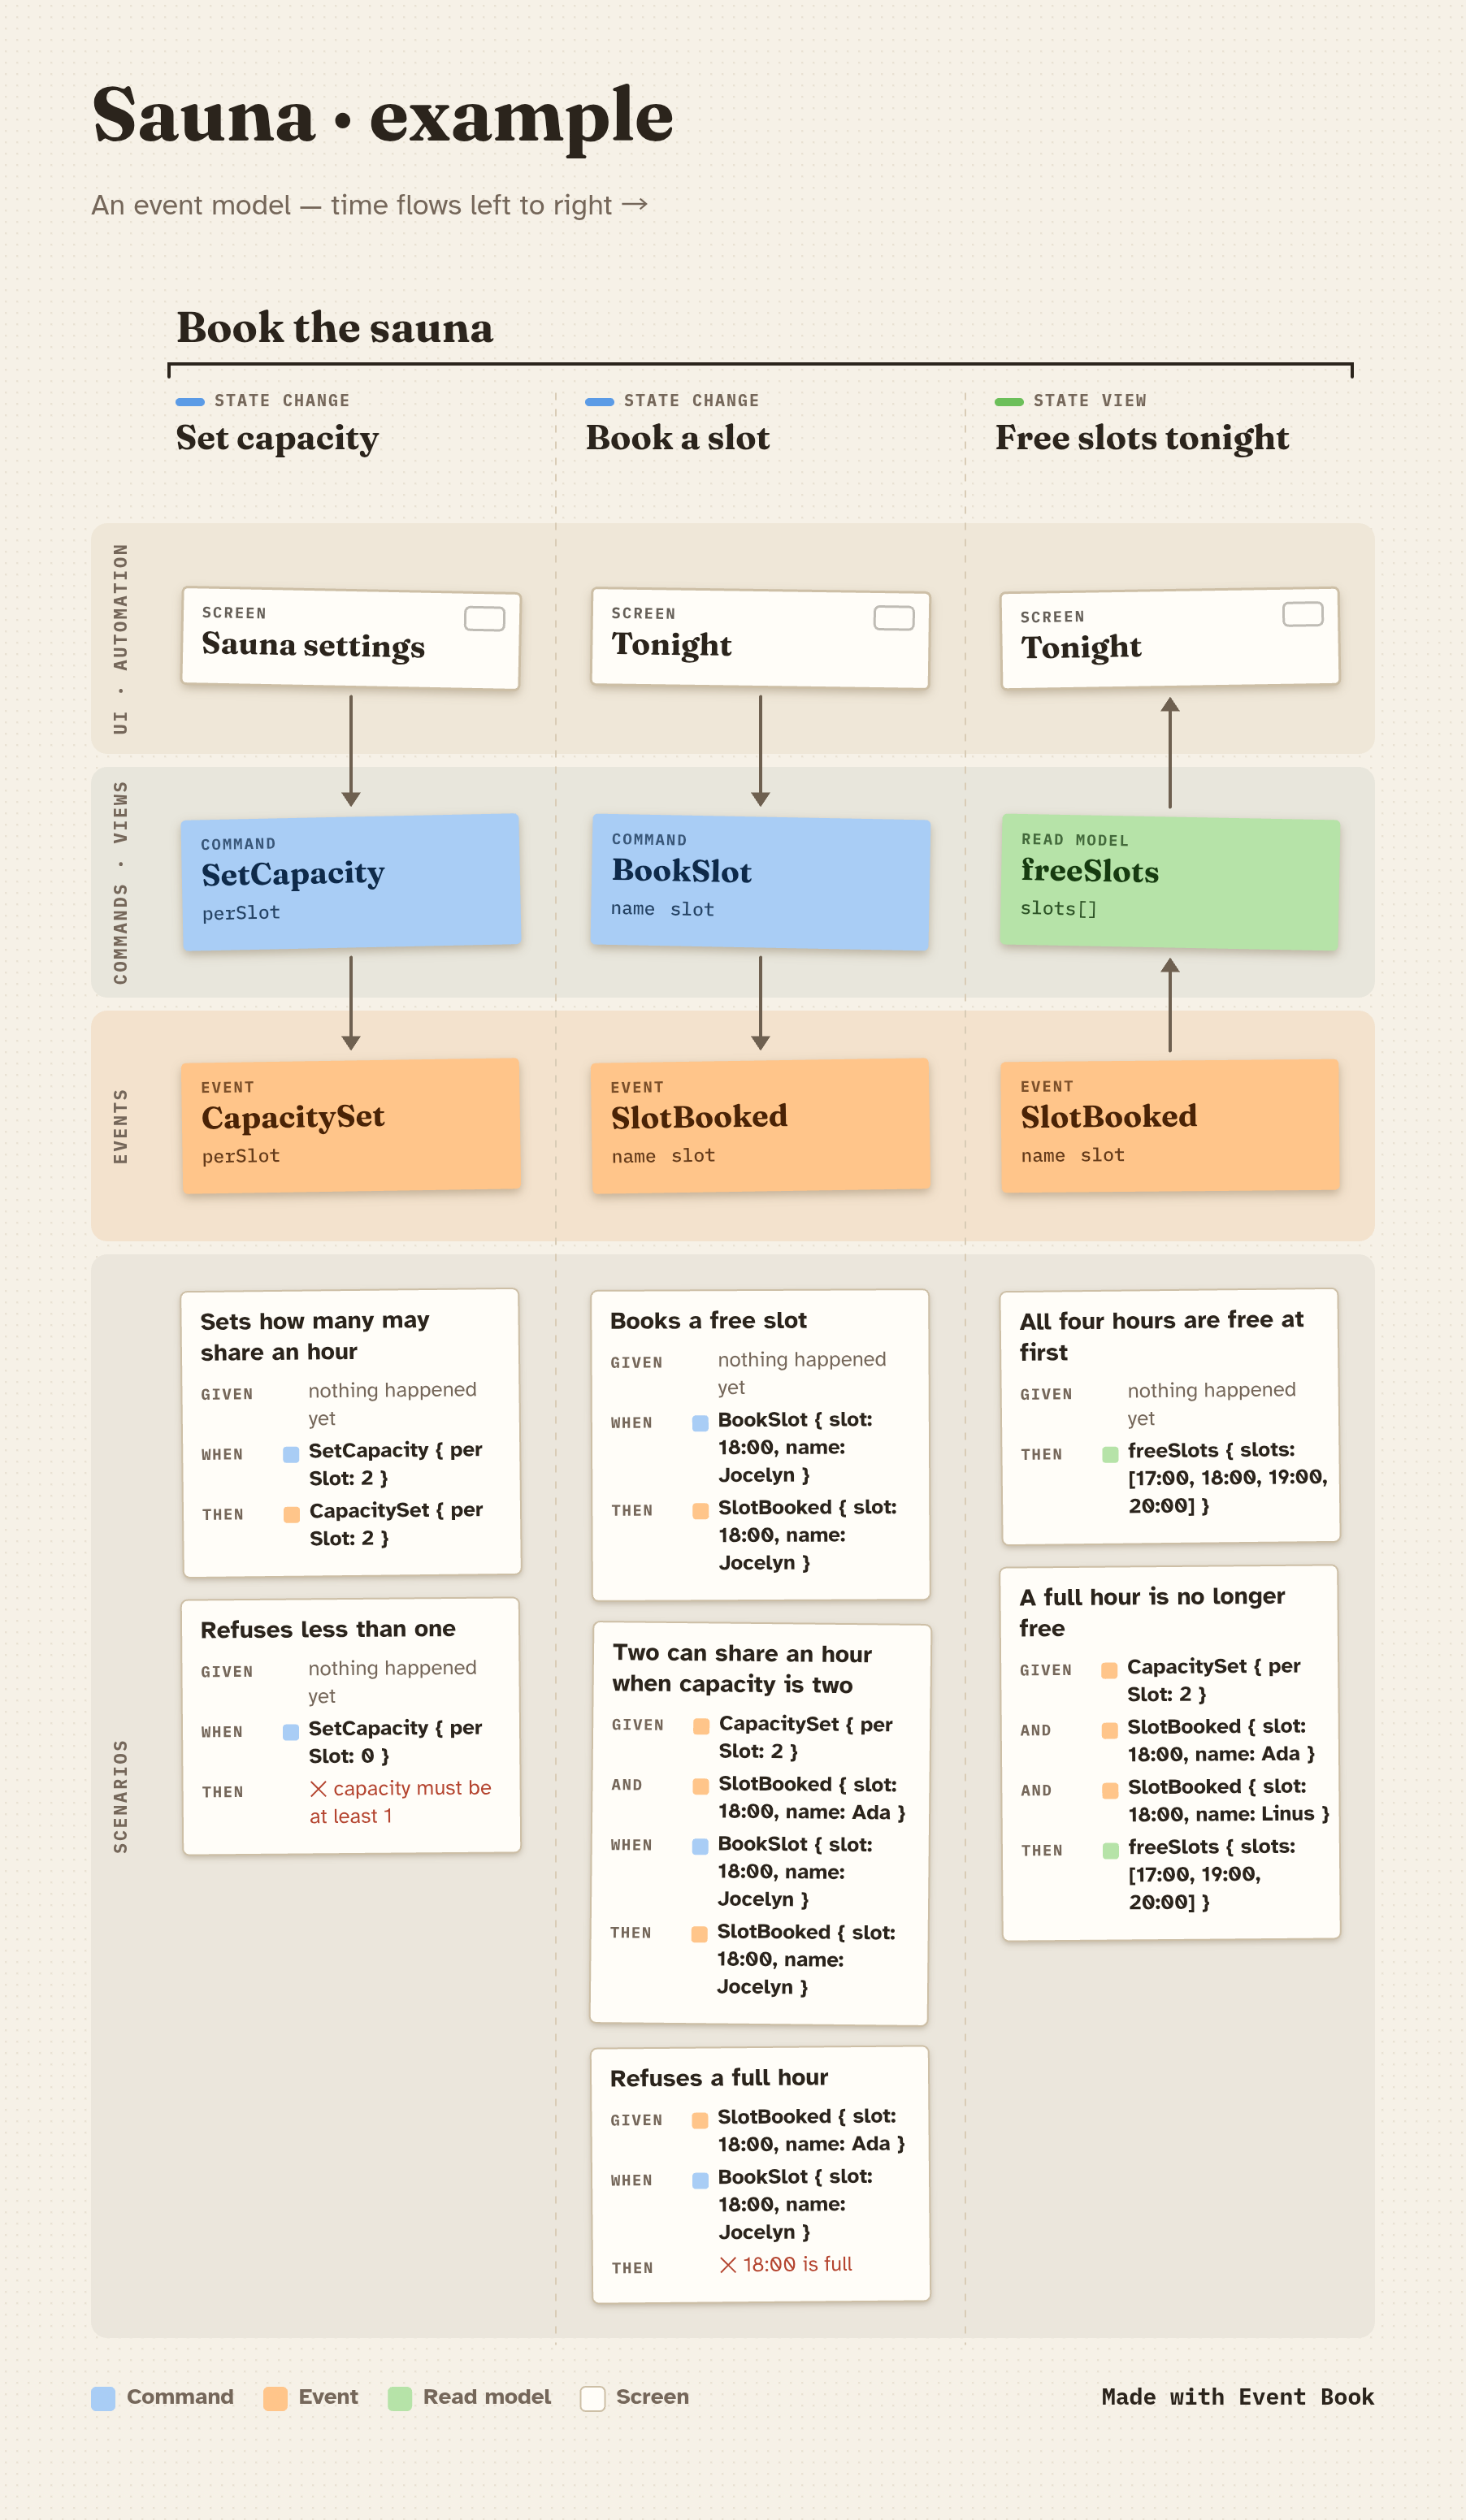 Sauna · example
An event model — time flows left to right →
Book the sauna
STATE CHANGE
Set capacity
STATE CHANGE
Book a slot
STATE VIEW
Free slots tonight
UI · AUTOMATION
SCREEN
Sauna settings
SCREEN
Tonight
SCREEN
Tonight
COMMANDS · VIEWS
COMMAND
SetCapacity
perSlot
COMMAND
BookSlot
name slot
READ MODEL
freeSlots
slots[]
EVENTS
EVENT
CapacitySet
perSlot
EVENT
SlotBooked
name slot
EVENT
SlotBooked
name slot
SCENARIOS
Sets how many may
share an hour
GIVEN nothing happened
yet
WHEN SetCapacity { per
Slot: 2 }
THEN CapacitySet { per
Slot: 2 }
Refuses less than one
GIVEN nothing happened
yet
WHEN SetCapacity { per
Slot: 0 }
THEN ✕ capacity must be
at least 1
Books a free slot
GIVEN nothing happened
yet
WHEN BookSlot { slot:
18:00, name:
Jocelyn }
THEN SlotBooked { slot:
18:00, name:
Jocelyn }
Two can share an hour
when capacity is two
GIVEN CapacitySet { per
Slot: 2 }
AND SlotBooked { slot:
18:00, name: Ada }
WHEN BookSlot { slot:
18:00, name:
Jocelyn }
THEN SlotBooked { slot:
18:00, name:
Jocelyn }
Refuses a full hour
GIVEN SlotBooked { slot:
18:00, name: Ada }
WHEN BookSlot { slot:
18:00, name:
Jocelyn }
THEN ✕ 18:00 is full
All four hours are free at
first
GIVEN nothing happened
yet
THEN freeSlots { slots:
[17:00, 18:00, 19:00,
20:00] }
A full hour is no longer
free
GIVEN CapacitySet { per
Slot: 2 }
AND SlotBooked { slot:
18:00, name: Ada }
AND SlotBooked { slot:
18:00, name: Linus }
THEN freeSlots { slots:
[17:00, 19:00,
20:00] }
Command Event Read model Screen
Made with Event Book